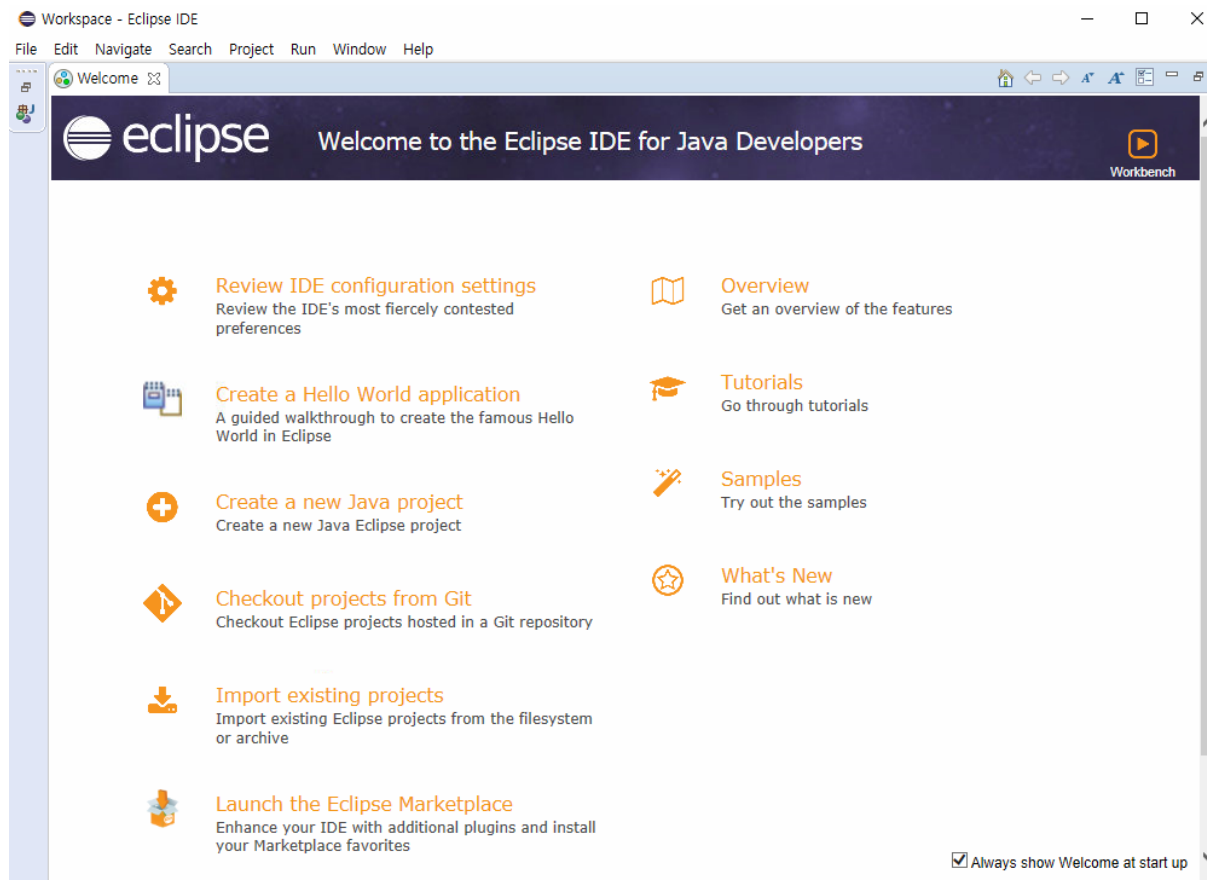 Workspace - Eclipse IDE
File Edit Navigate Search Project Run Window Help
Welcome
eclipse
Welcome to the Eclipse IDE for Java Developers
Workbench
Review IDE configuration settings
Review the IDE's most fiercely contested
preferences
Create a Hello World application
A guided walkthrough to create the famous Hello
World in Eclipse
Create a new Java project
Create a new Java Eclipse project
Checkout projects from Git
Checkout Eclipse projects hosted in a Git repository
Import existing projects
Import existing Eclipse projects from the filesystem
or archive
Launch the Eclipse Marketplace
Enhance your IDE with additional plugins and install
your Marketplace favorites
Overview
Get an overview of the features
Tutorials
Go through tutorials
Samples
Try out the samples
What's New
Find out what is new
Always show Welcome at start up